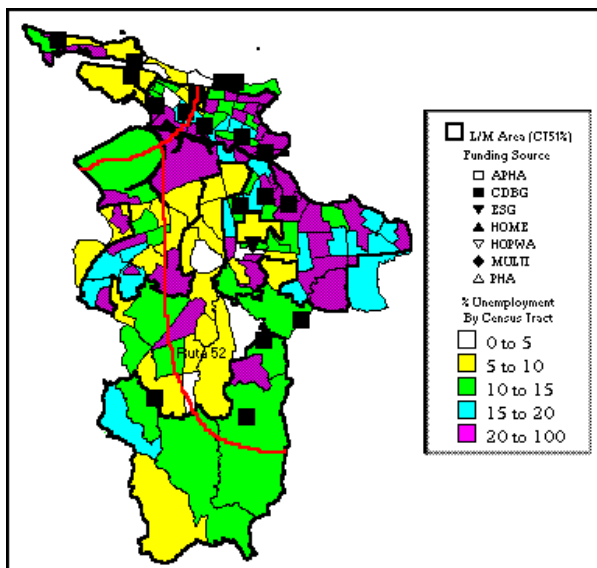 L/M Area (CT51%)
Funding Source
APHA
CDBG
ESG
HOME
HOPWA
MULTI
PHA
% Unemployment
By Census Tract
0 to 5
5 to 10
10 to 15
15 to 20
20 to 100
Ruta 52